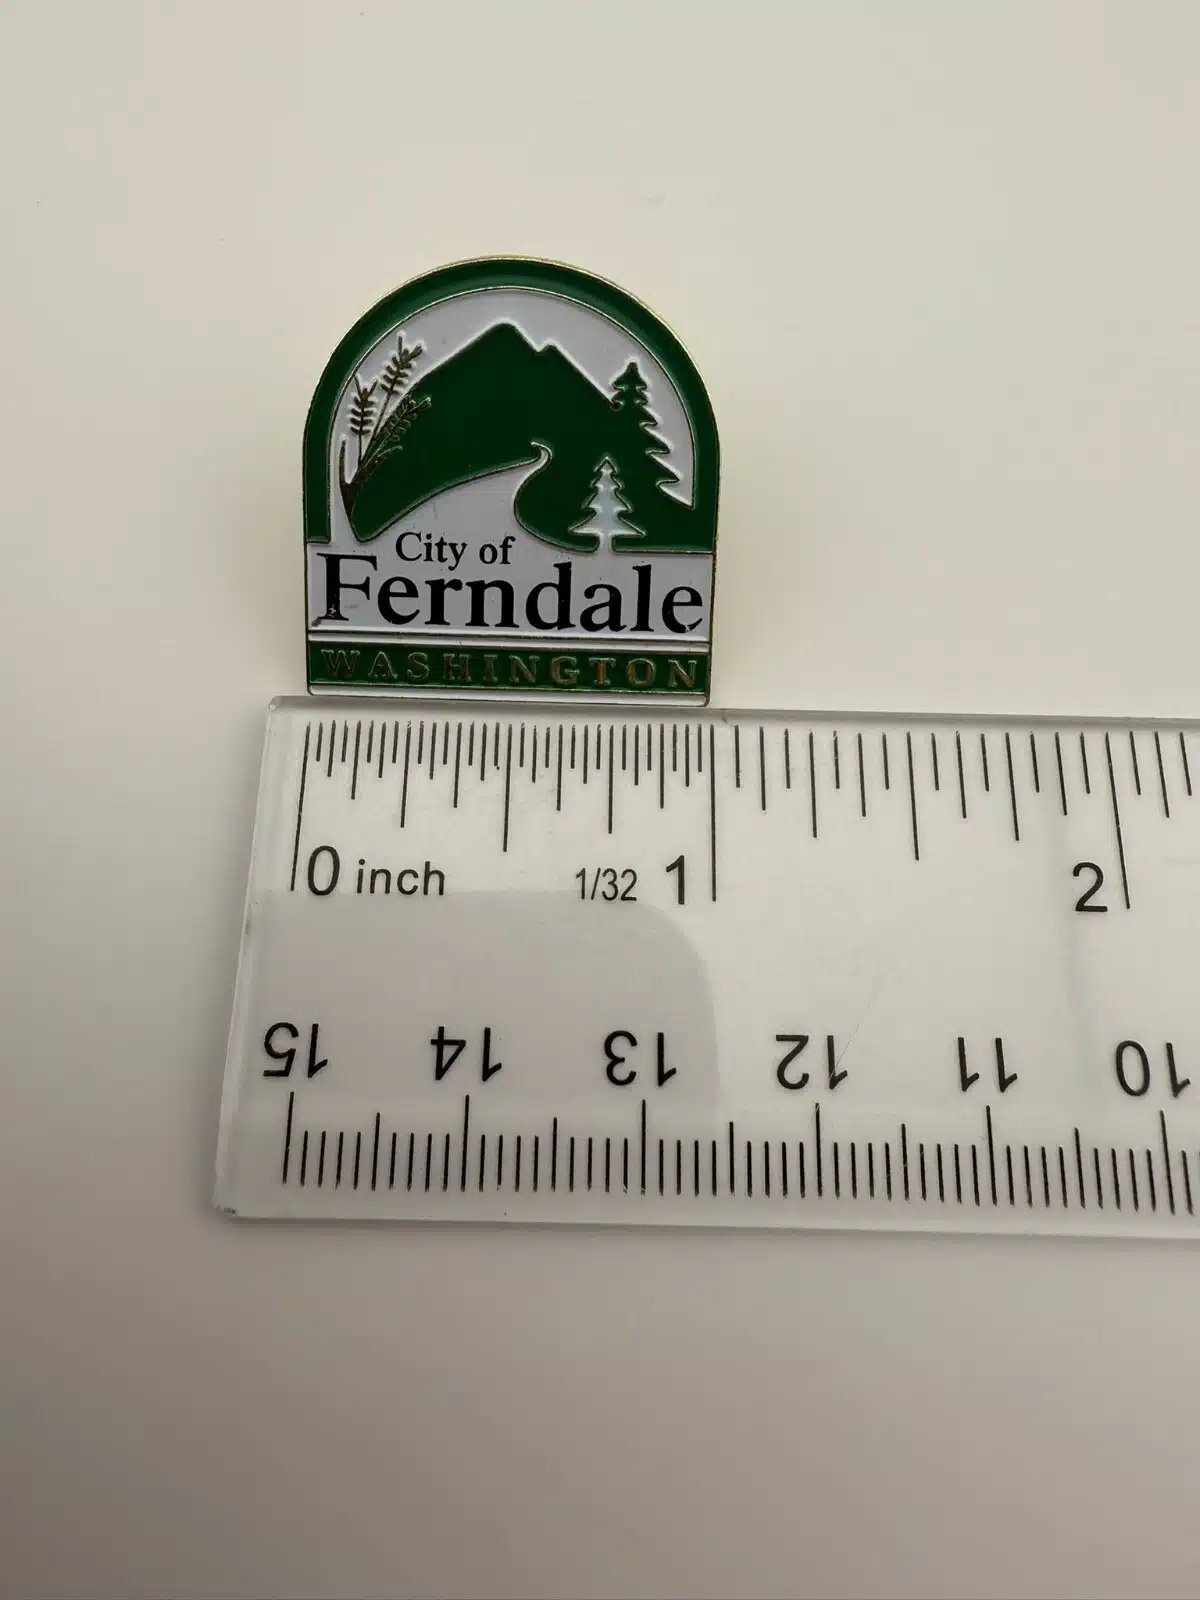 City of
Ferndale
WASHINGTON
0 inch 1/32 1 2
15 14 13 12 11 10